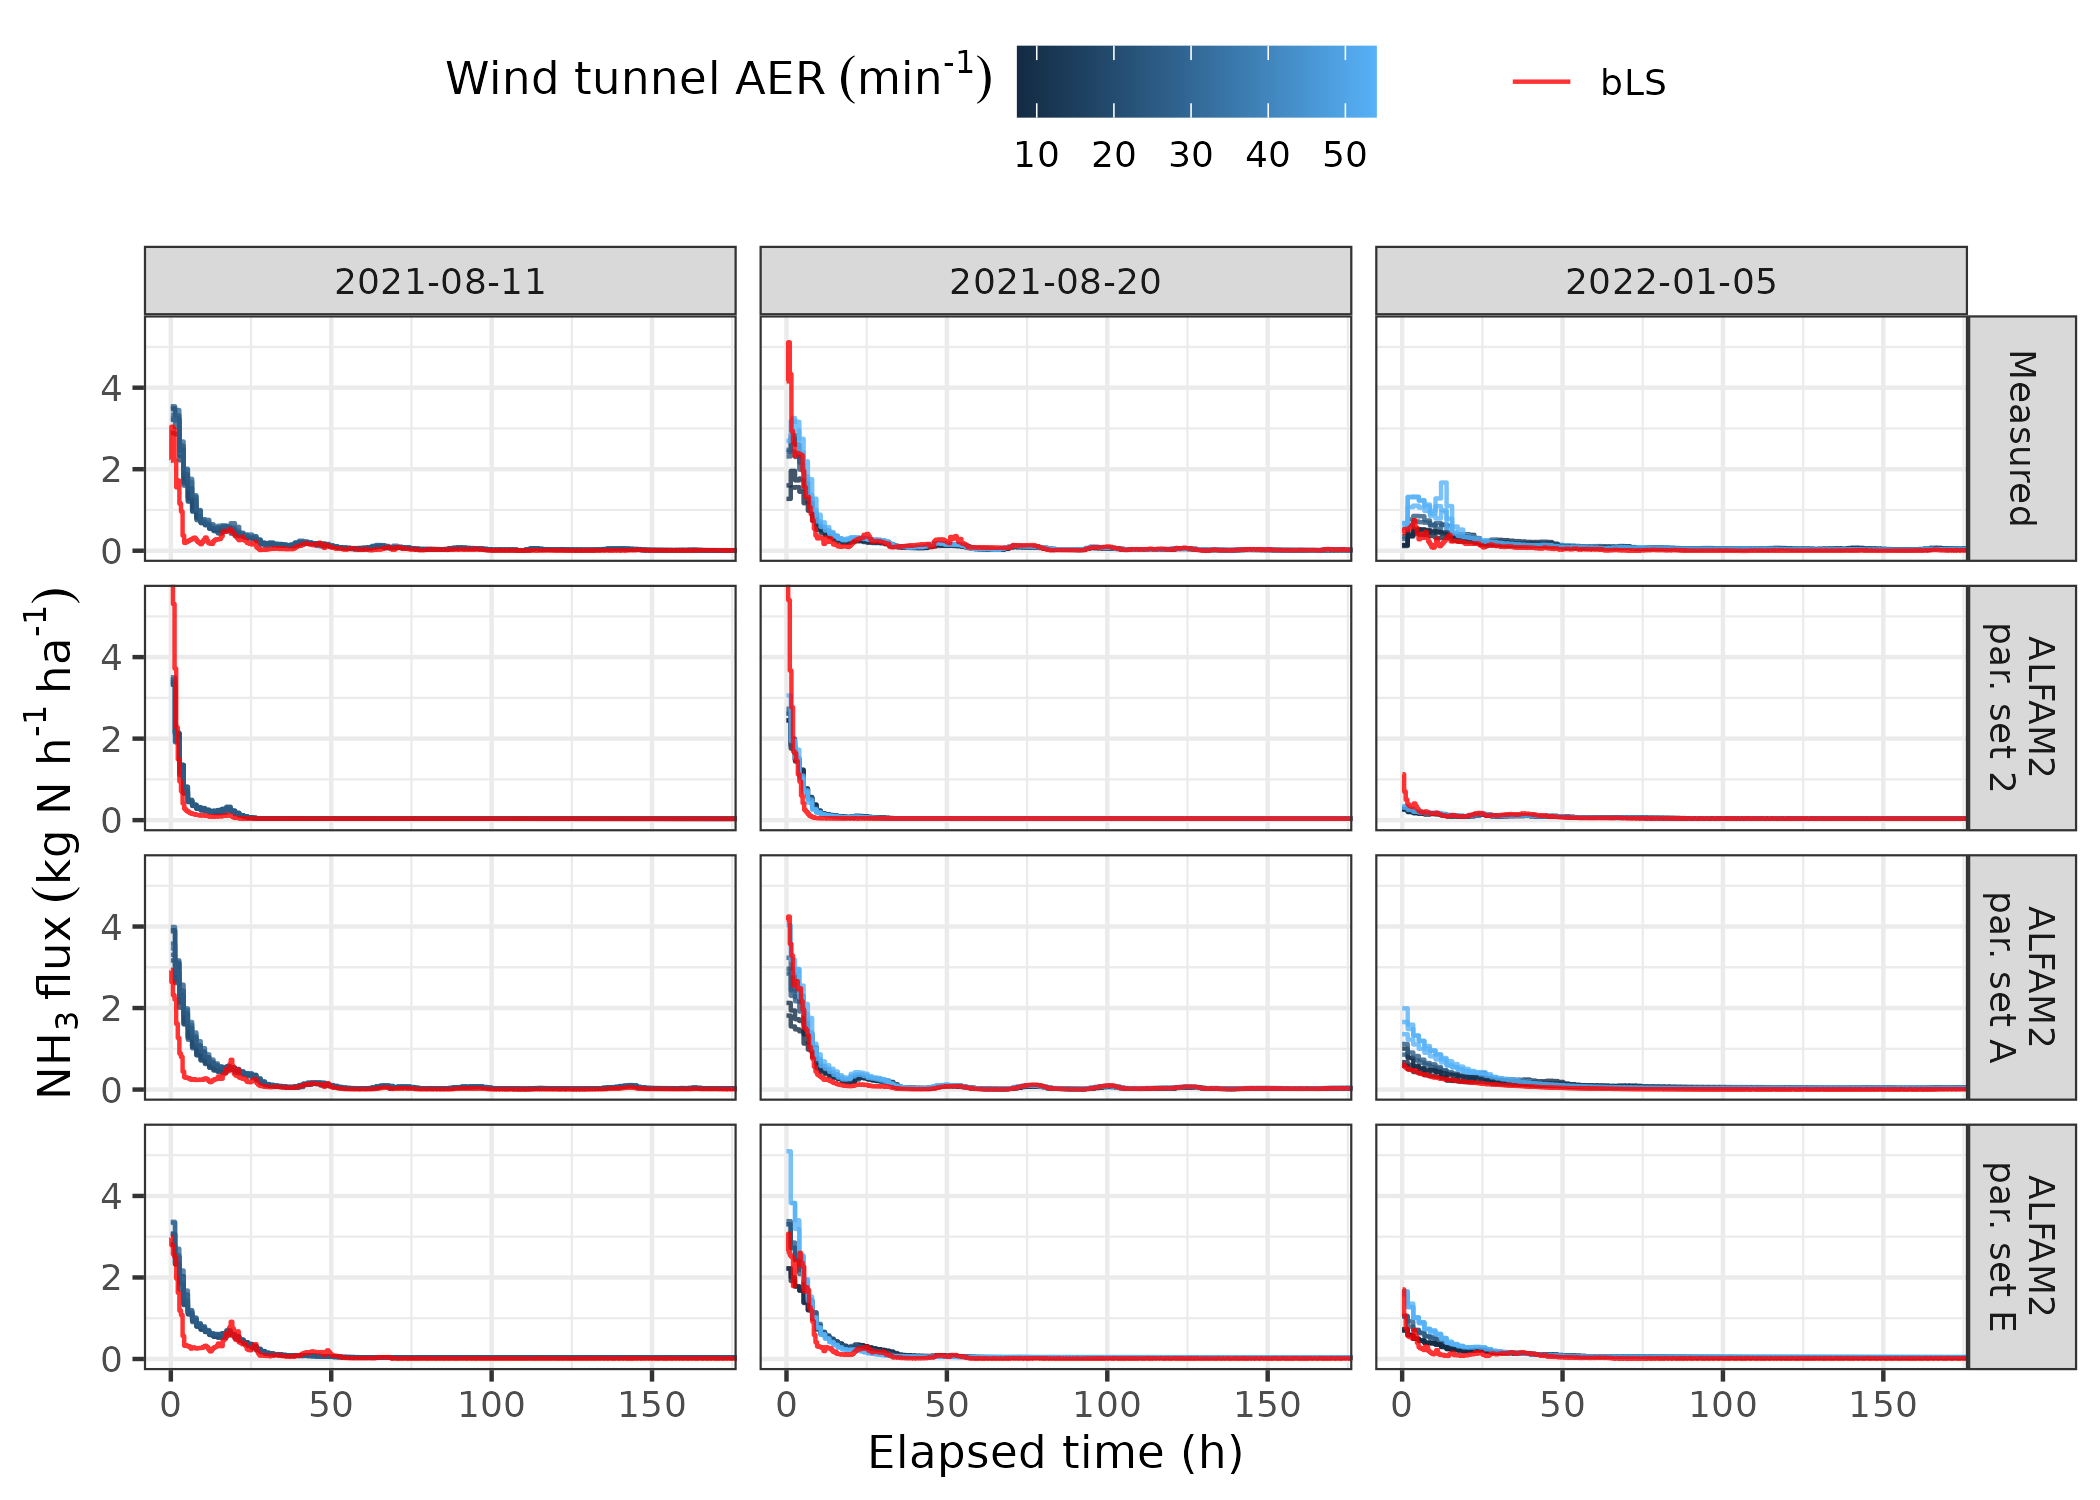 Wind tunnel AER (min-1)
10 20 30 40 50
bLS
2021-08-11 2021-08-20 2022-01-05
NH3 flux (kg N h-1 ha-1)
4
2
0
Measured
4
2
0
ALFAM2
par. set 2
4
2
0
ALFAM2
par. set A
4
2
0
ALFAM2
par. set E
0 50 100 150 0 50 100 150 0 50 100 150
Elapsed time (h)